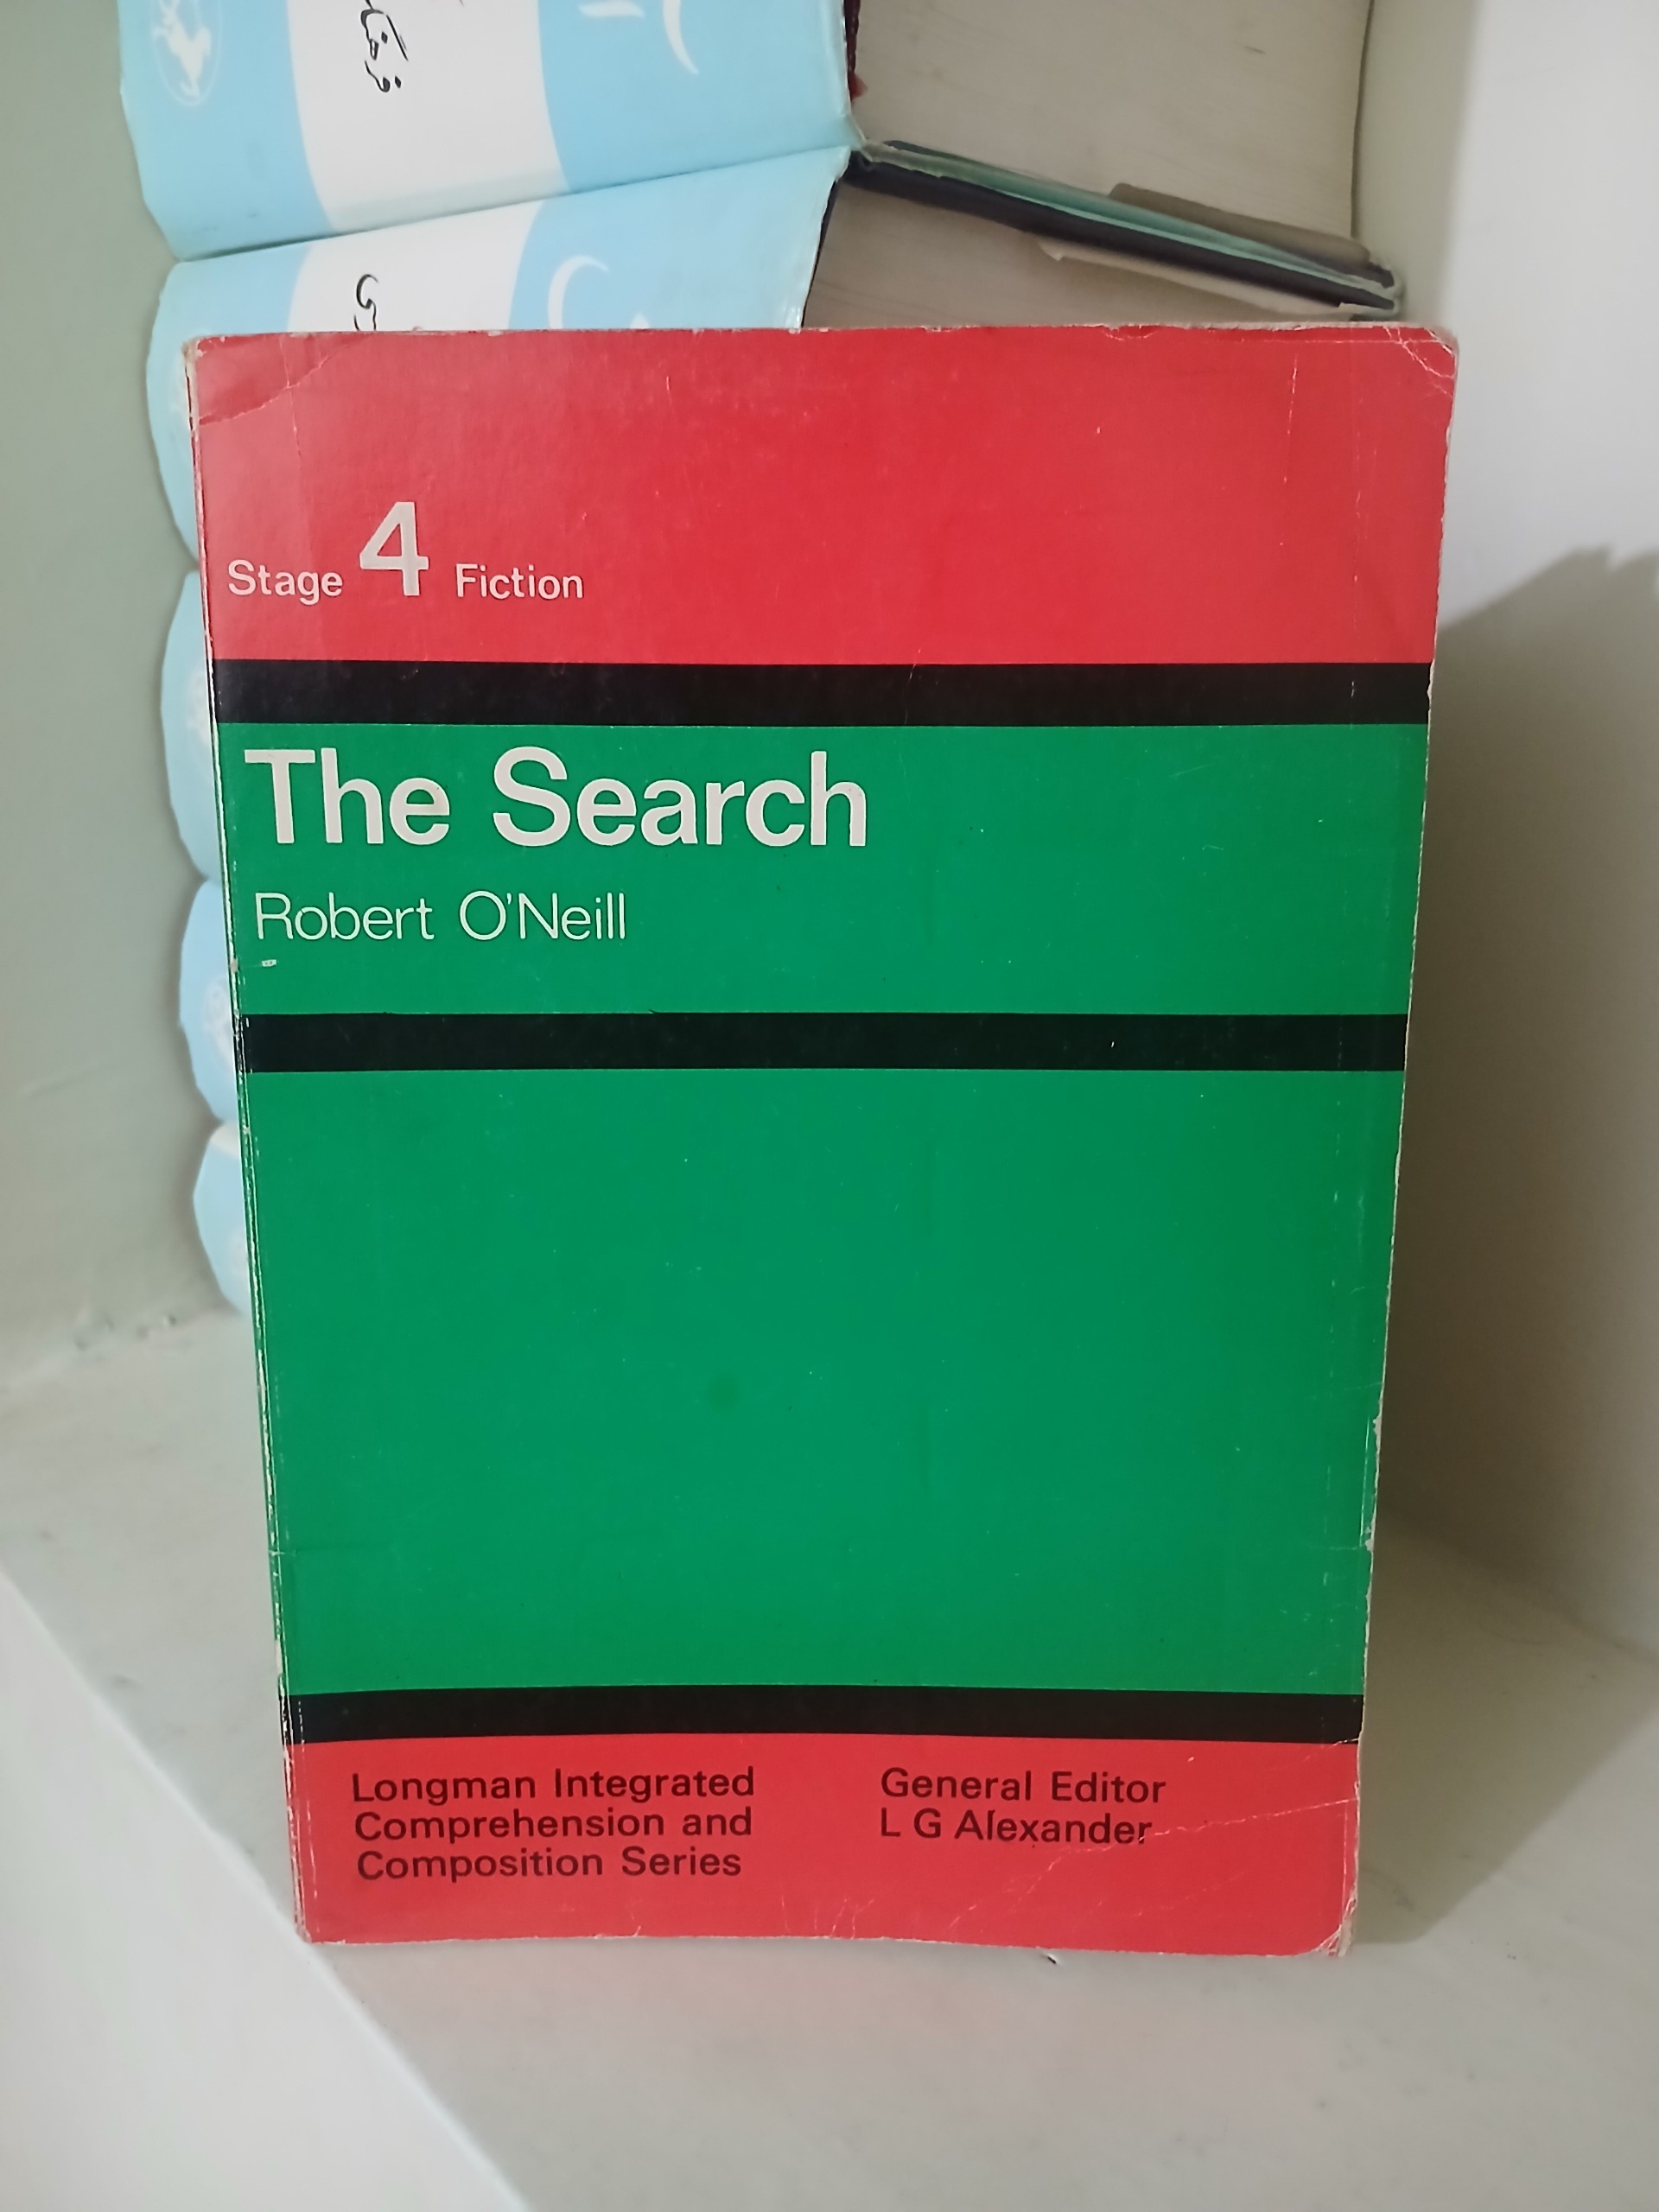 Stage 4 Fiction
The Search
Robert O'Neill
Longman Integrated
Comprehension and
Composition Series
General Editor
L G Alexander